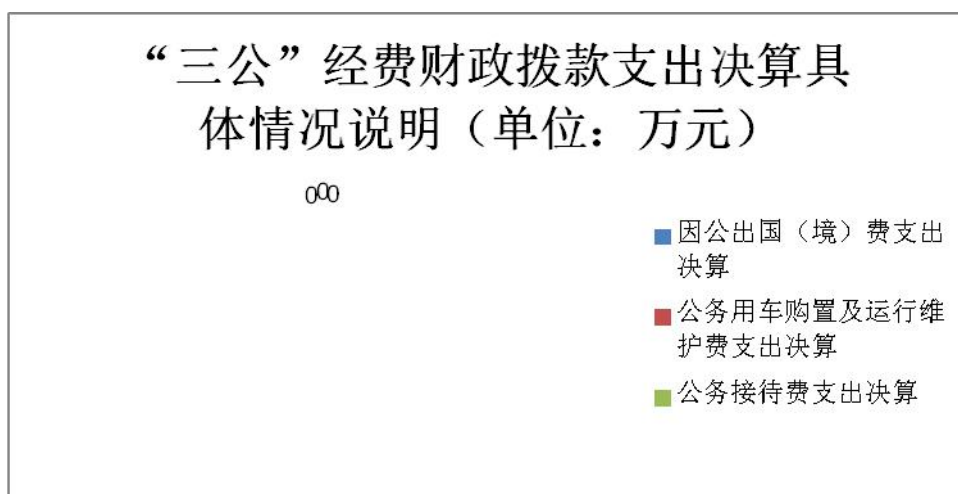 “三公”经费财政拨款支出决算具
体情况说明（单位：万元）
000
因公出国（境）费支出
决算
公务用车购置及运行维
护费支出决算
公务接待费支出决算